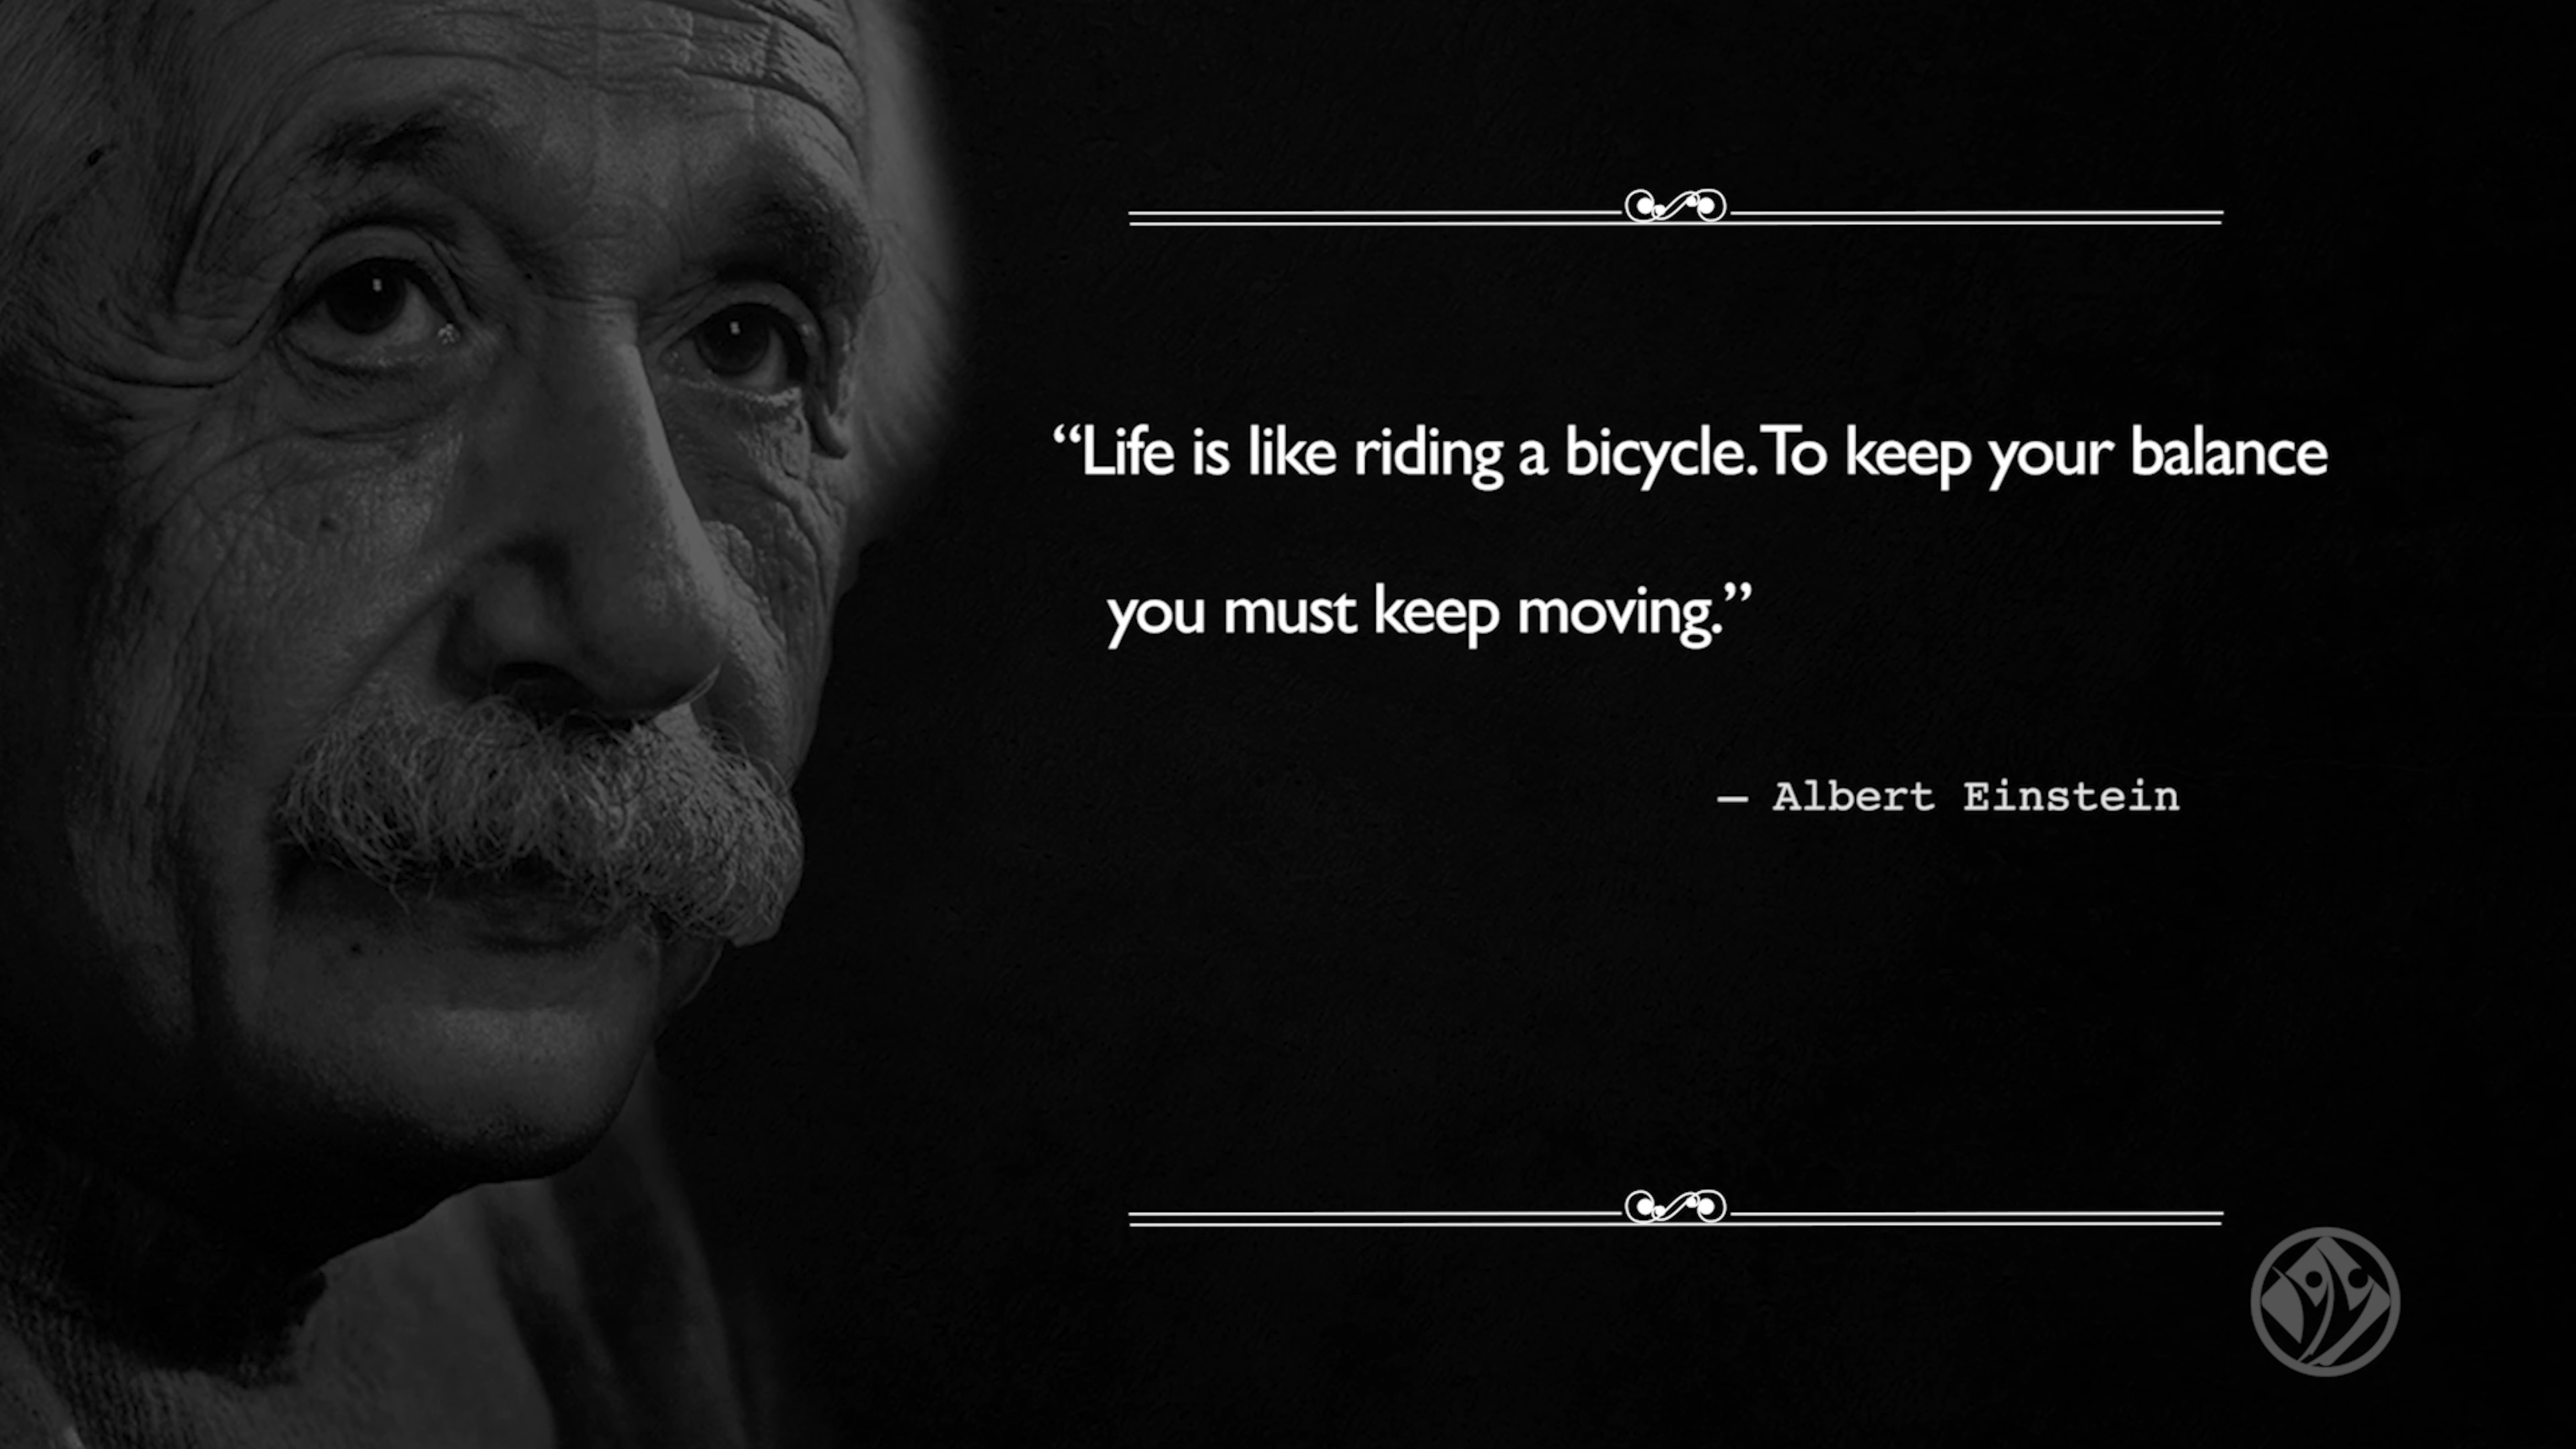 “Life is like riding a bicycle. To keep your balance
you must keep moving.”
— Albert Einstein